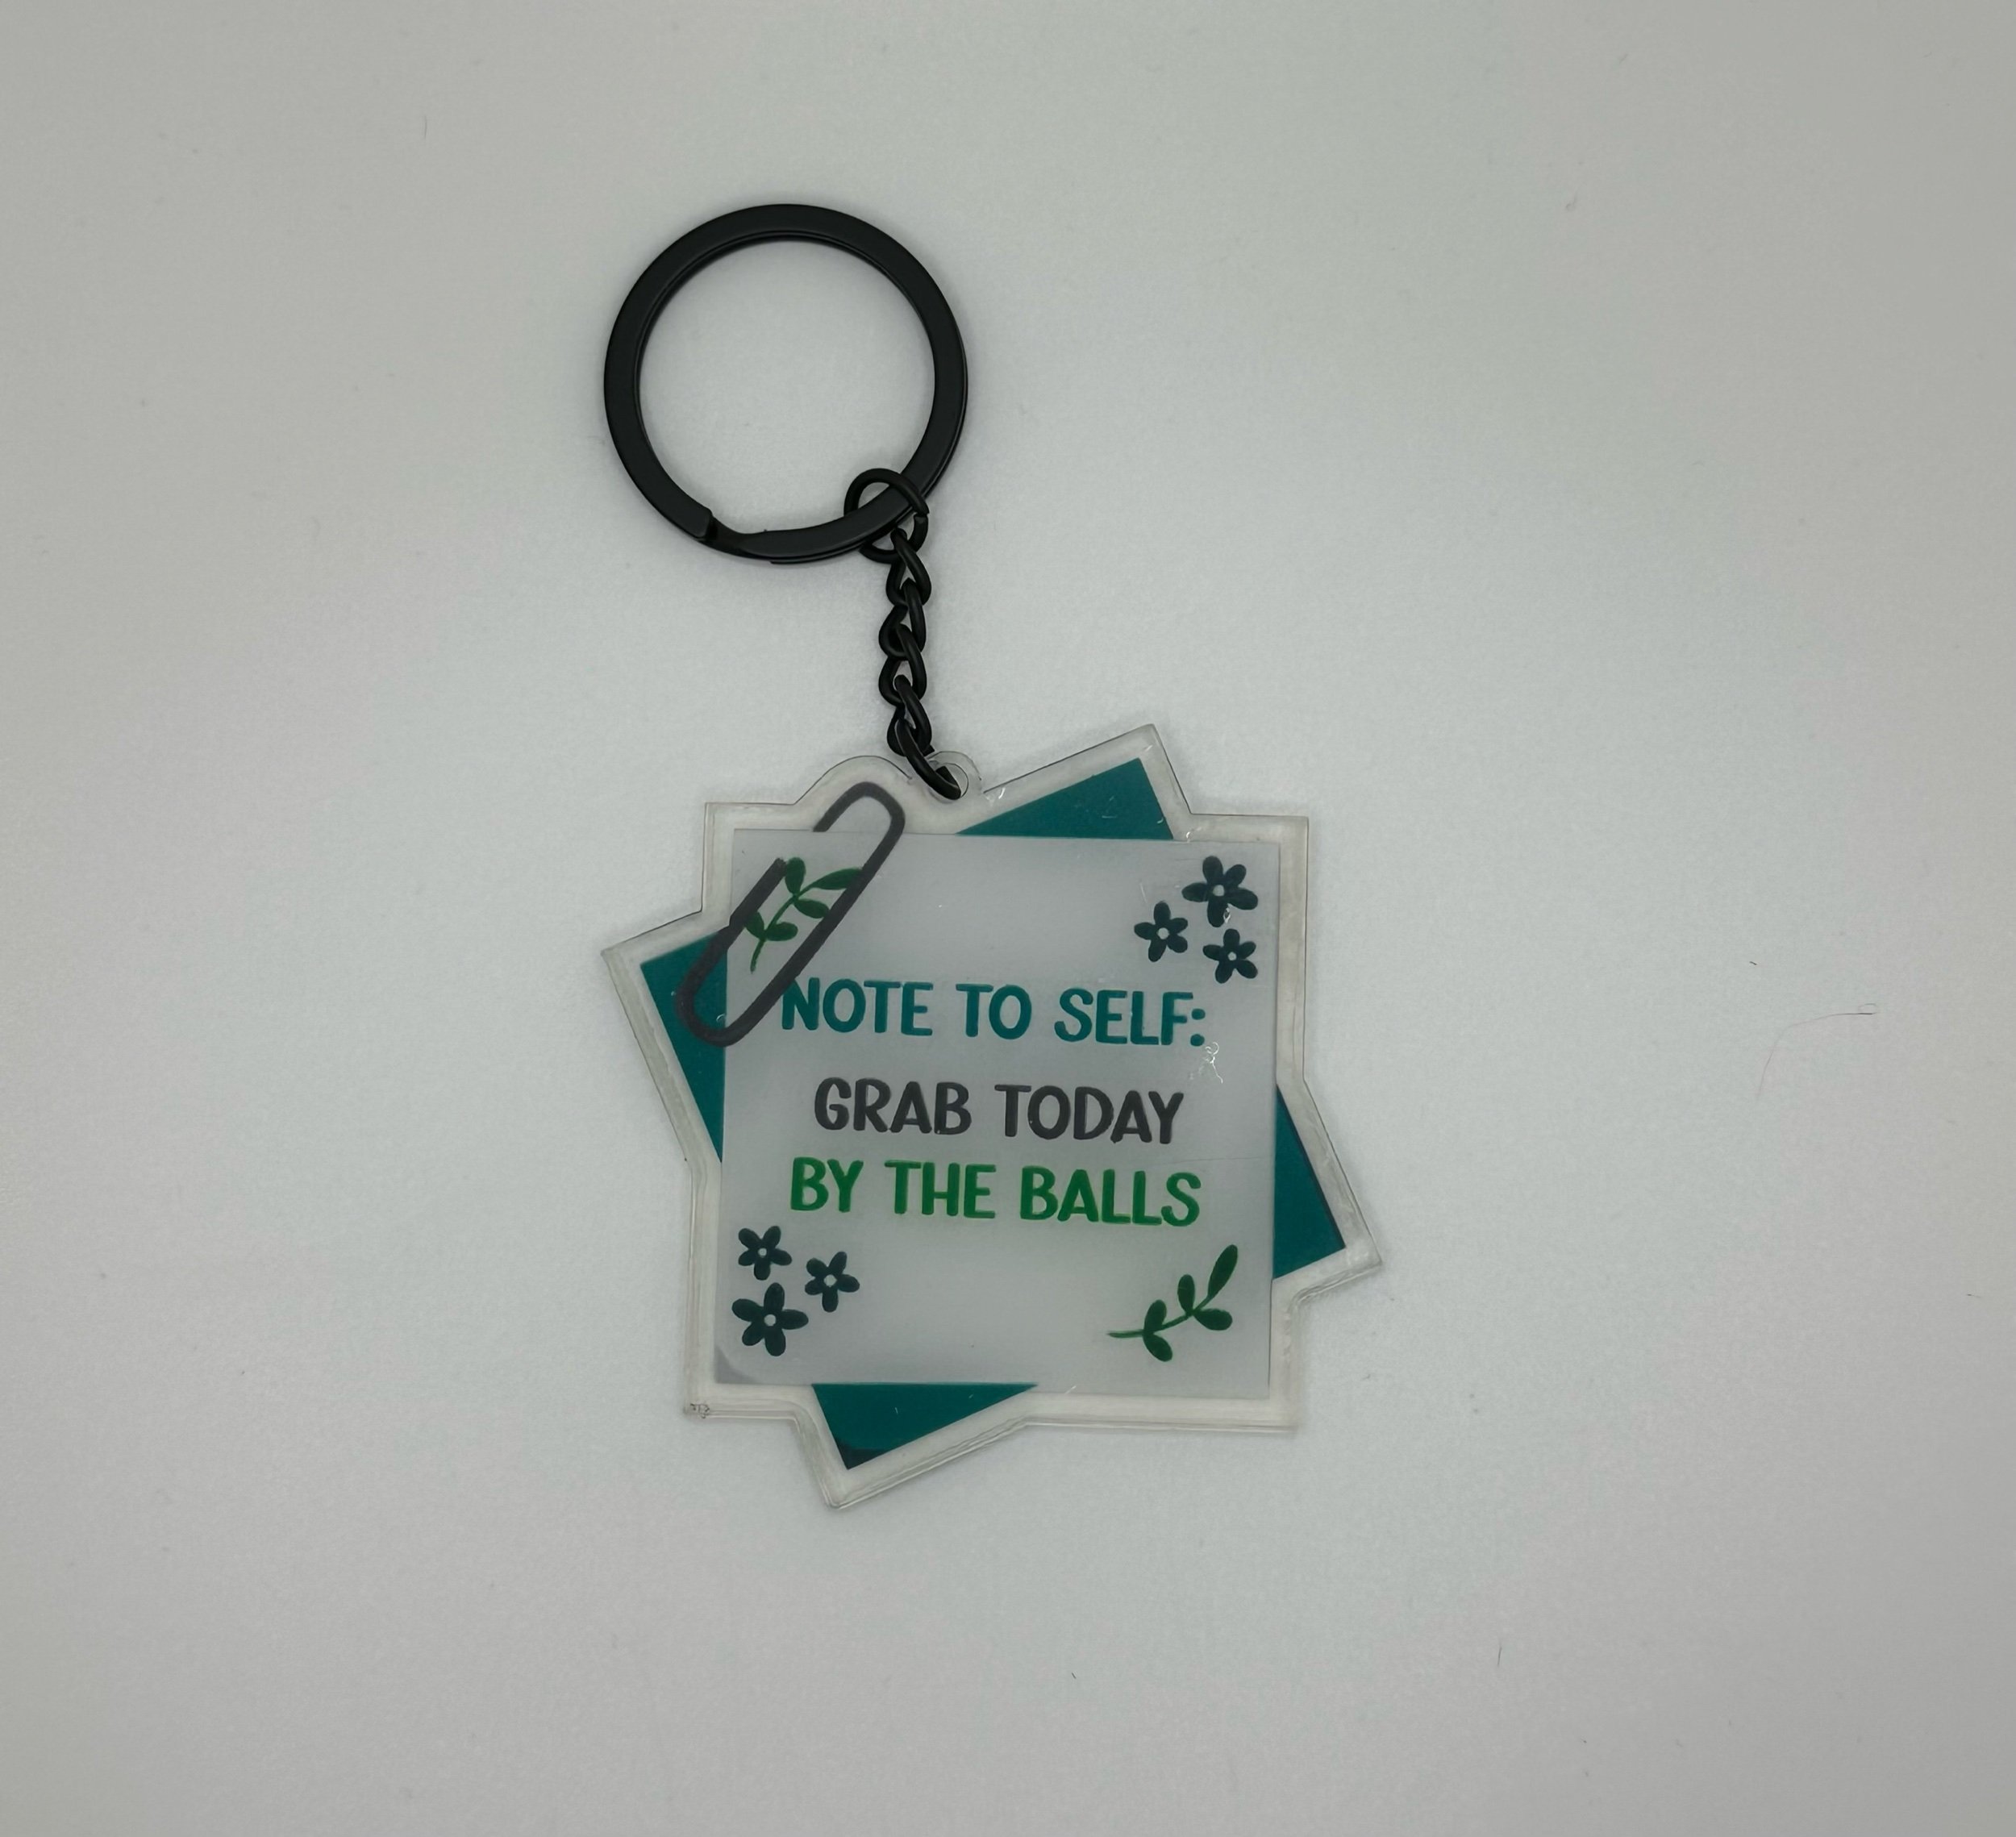 NOTE TO SELF:
GRAB TODAY
BY THE BALLS